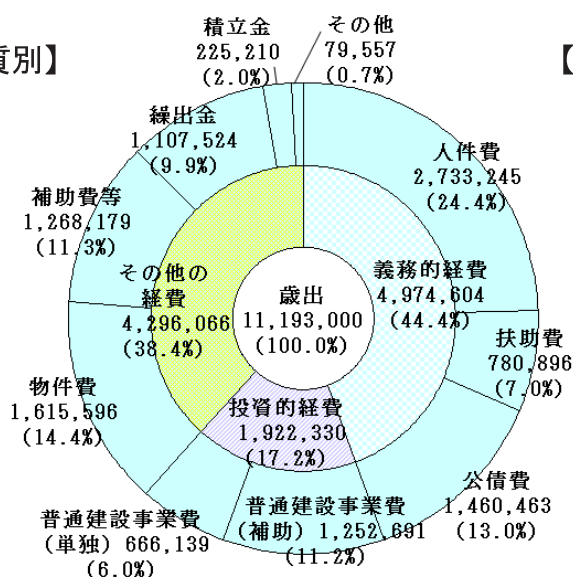 質別】
【
積立金
225,210
(2.0%)
その他
79,557
(0.7%)
繰出金
1,107,524
(9.9%)
人件費
2,733,245
(24.4%)
補助費等
1,268,179
(11.3%)
その他の
経費
4,296,066
(38.4%)
歳出
11,193,000
(100.0%)
義務的経費
4,974,604
(44.4%)
扶助費
780,896
(7.0%)
物件費
1,615,596
(14.4%)
投資的経費
1,922,330
(17.2%)
公債費
1,460,463
(13.0%)
普通建設事業費
(単独) 666,139
(6.0%)
普通建設事業費
(補助) 1,252,691
(11.2%)